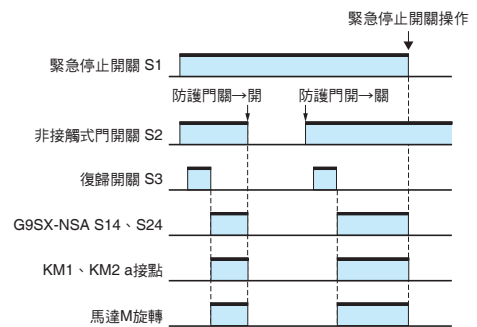 緊急停止開關操作
緊急停止開關 S1
防護門關→開 防護門開→關
非接觸式門開關 S2
復歸開關 S3
G9SX-NSA S14、S24
KM1、KM2 a接點
馬達M旋轉